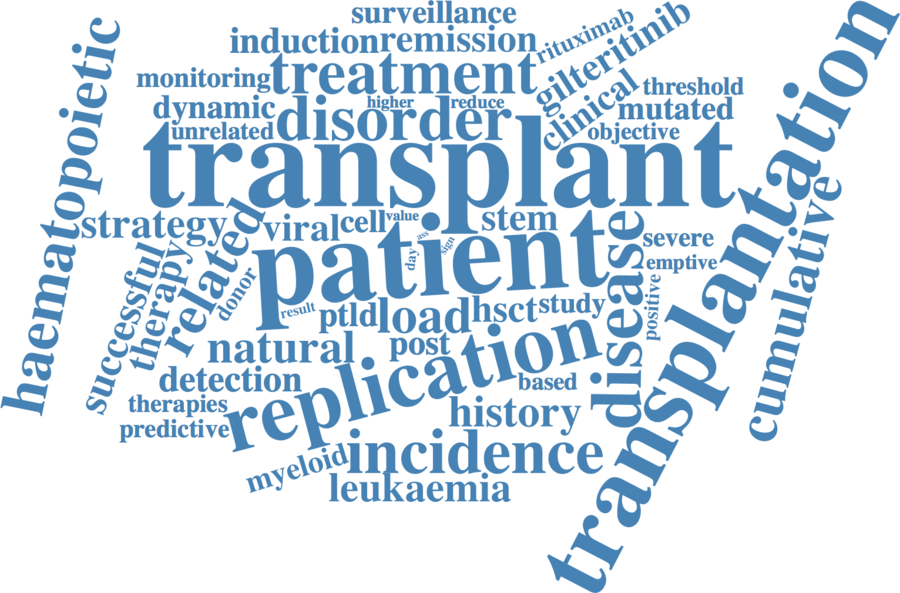 surveillance
induction remission
rituximab
gilteritinib
monitoring
treatment
threshold
dynamic
higher
reduce
clinical
mutated
unrelated
disorder
objective
haematopoietic
transplant
transplantation
strategy
viral
cell
value
stem
cumulative
related
patient
ass
sign
day
disease
severe
emptive
successful
therapy
donor
result
ptld
load
hsct
study
positive
natural
post
replication
detection
based
therapies
history
predictive
incidence
myeloid
leukaemia